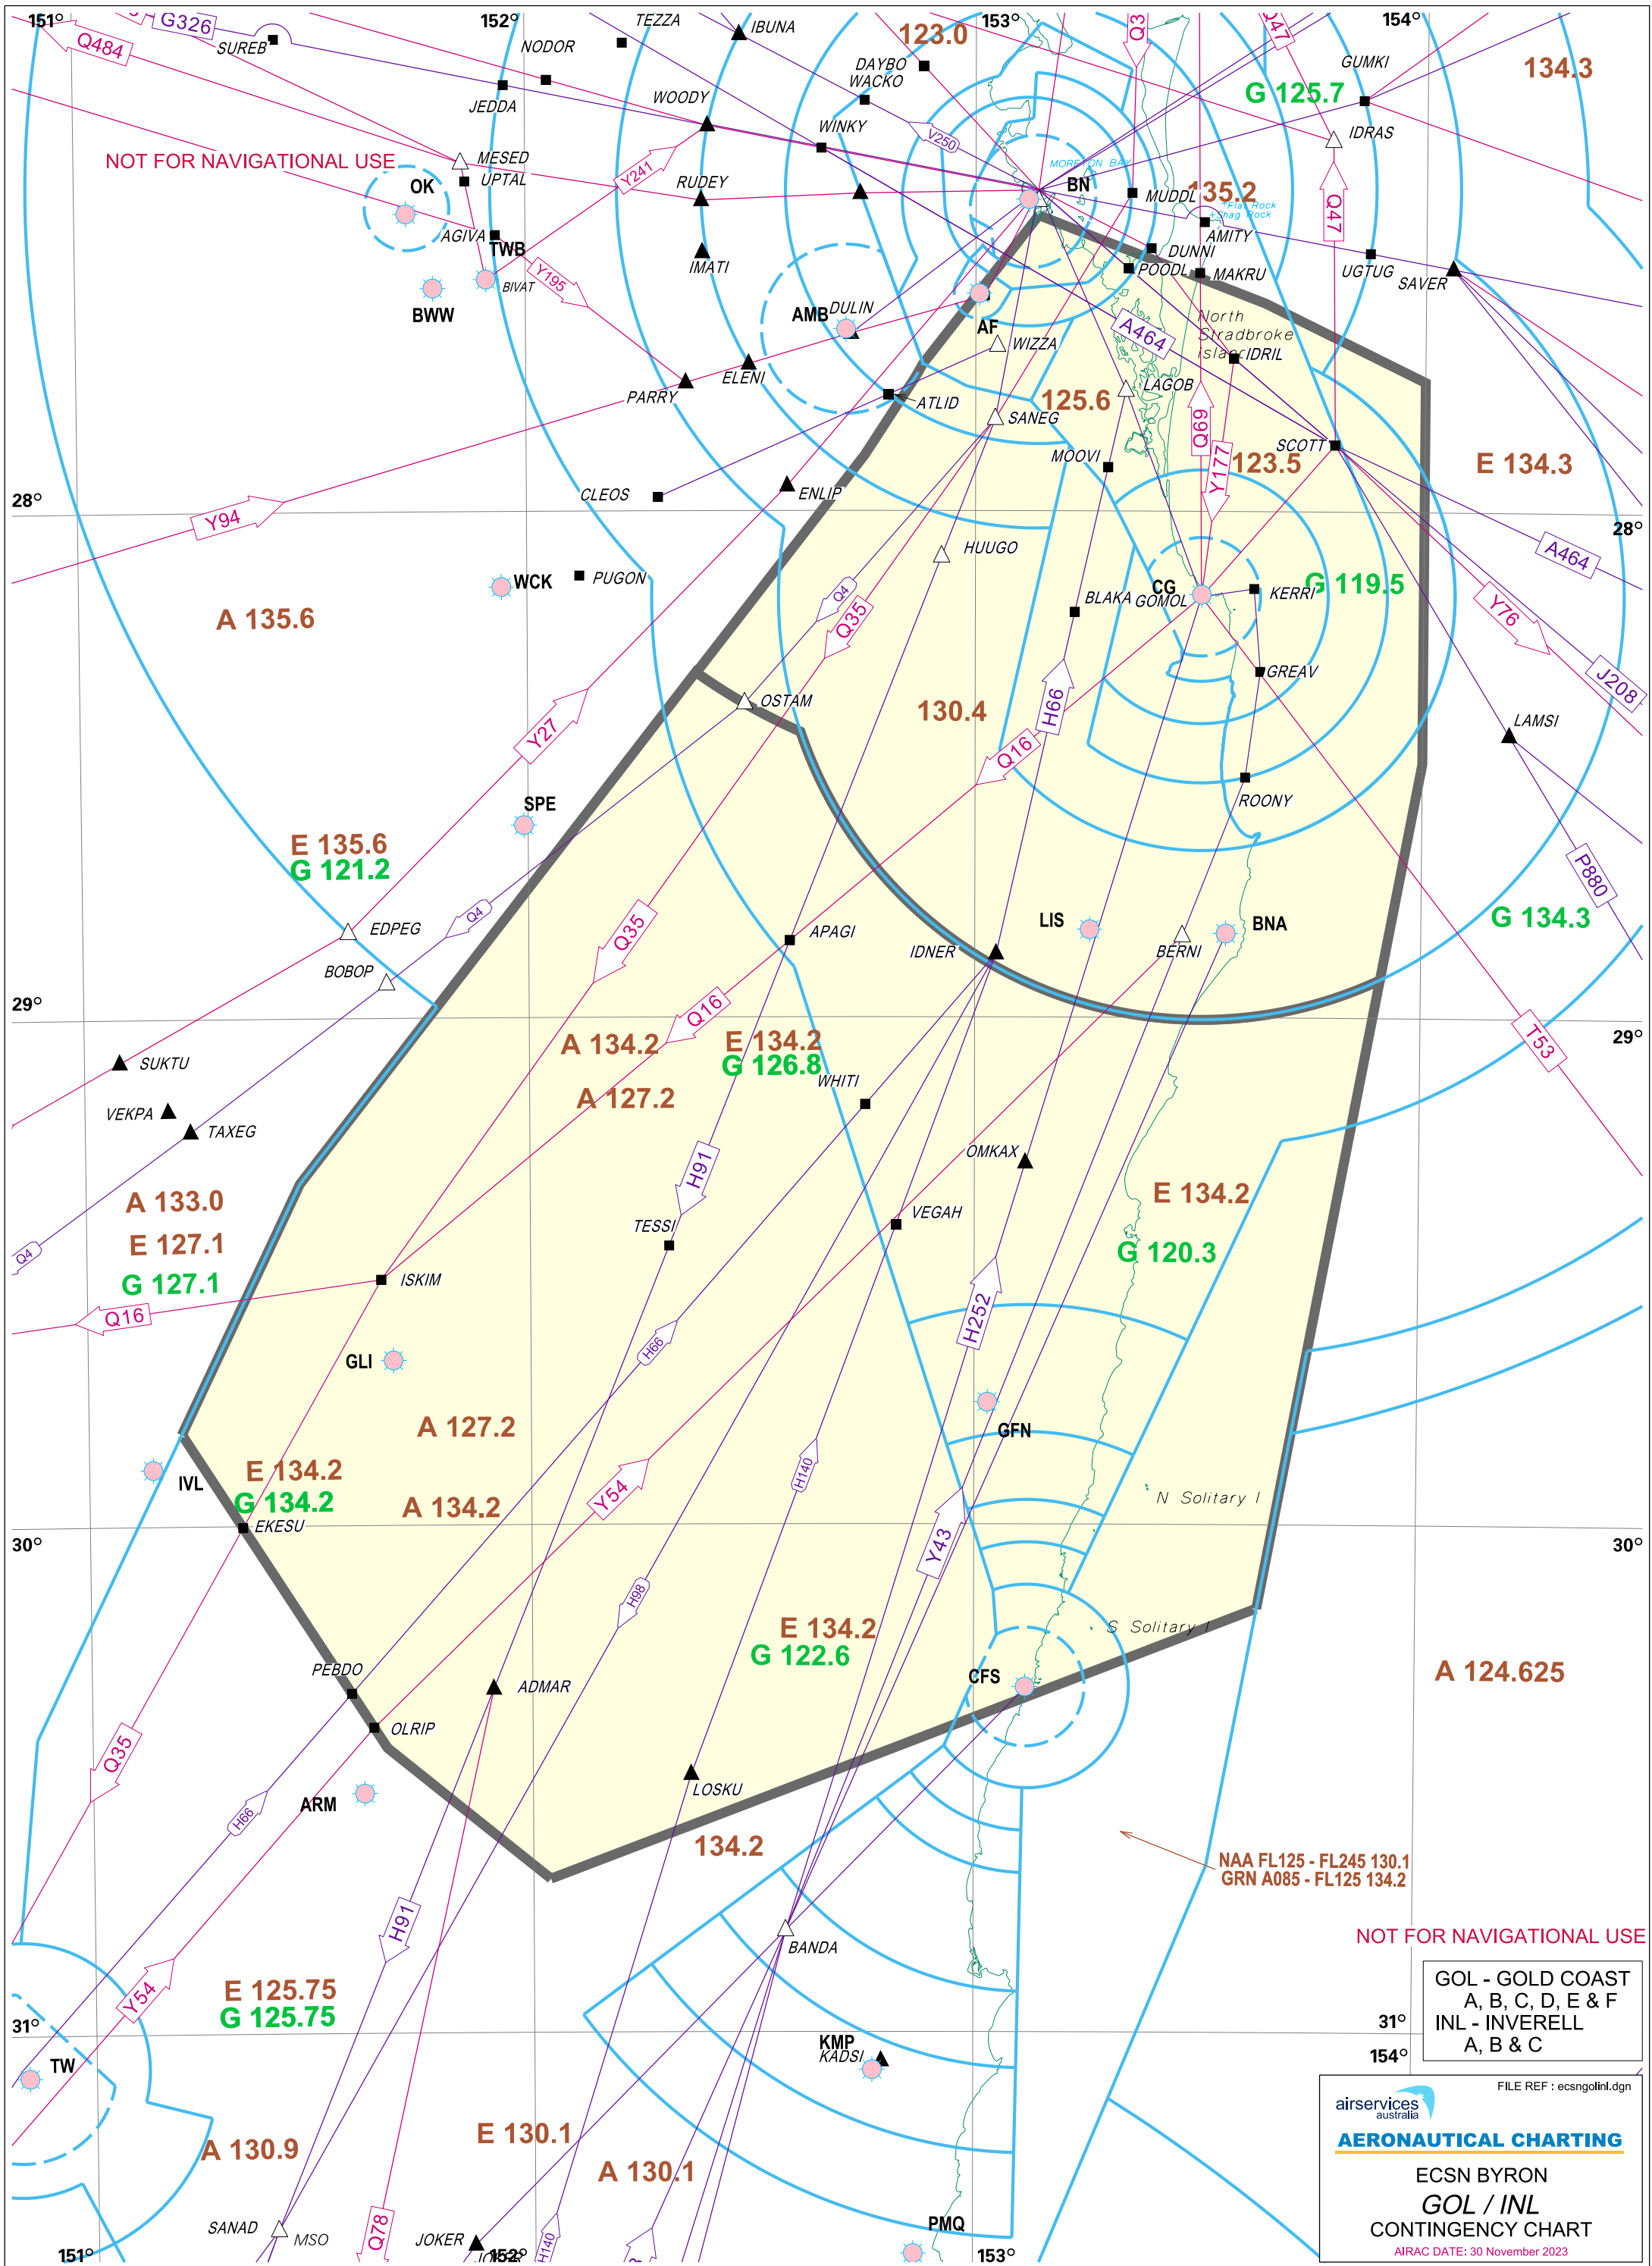 151°
152°
153°
154°
G326
Q484
SUREB
NODOR
TEZZA
IBUNA
123.0
DAYBO
WACKO
Q3
Q47
GUMKI
134.3
G 125.7
JEDDA
WOODY
WINKY
V250
IDRAS
NOT FOR NAVIGATIONAL USE
MESED
UPTAL
OK
Y241
RUDEY
MORETON BAY
BN
MUDDL
135.2
Flat Rock
Shag Rock
AMITY
Q47
AGIVA
TWB
BIVAT
BWW
Y195
IMATI
DUNNI
POODL
MAKRU
UGTUG
SAVER
AMB
DULIN
AF
WIZZA
A464
North
Stradbroke
Island
IDRIL
ELENI
PARRY
ATLID
LAGOB
125.6
SANEG
Q69
MOOVI
Y177
123.5
SCOTT
E 134.3
CLEOS
ENLIP
28°
28°
Y94
HUUGO
A464
WCK
PUGON
Q4
Q35
BLAKA
GOMOL
CG
KERRI
G 119.5
Y76
A 135.6
GREAV
J208
OSTAM
130.4
H66
LAMSI
Y27
Q16
ROONY
SPE
E 135.6
G 121.2
P880
EDPEG
Q4
Q35
APAGI
IDNER
LIS
BERNI
BNA
G 134.3
BOBOP
29°
29°
Q16
A 134.2
E 134.2
G 126.8
T53
SUKTU
A 127.2
WHITI
VEKPA
TAXEG
OMKAX
H91
A 133.0
E 134.2
E 127.1
G 127.1
TESSI
VEGAH
G 120.3
Q4
ISKIM
Q16
H252
H66
GLI
GFN
A 127.2
E 134.2
G 134.2
IVL
A 134.2
EKESU
Y54
H140
N Solitary I
30°
30°
Y43
H98
E 134.2
G 122.6
S Solitary I
PEBDO
ADMAR
CFS
A 124.625
OLRIP
Q35
H66
ARM
LOSKU
134.2
NAA FL125 - FL245 130.1
GRN A085 - FL125 134.2
H91
BANDA
NOT FOR NAVIGATIONAL USE
Y54
E 125.75
G 125.75
GOL - GOLD COAST
A, B, C, D, E & F
INL - INVERELL
A, B & C
31°
31°
154°
TW
KMP
KADSI
FILE REF : ecsngolinl.dgn
airservices
australia
AERONAUTICAL CHARTING
E 130.1
A 130.9
A 130.1
ECSN BYRON
GOL / INL
CONTINGENCY CHART
AIRAC DATE: 30 November 2023
SANAD
MSO
Q78
JOKER
H140
PMQ
151°
152°
153°